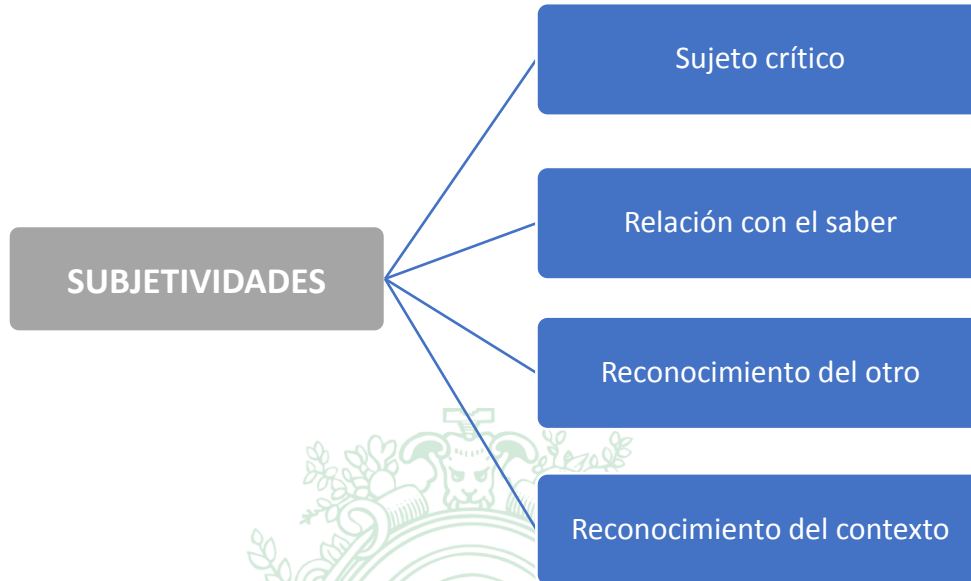 Sujeto crítico
Relación con el saber
SUBJETIVIDADES
Reconocimiento del otro
Reconocimiento del contexto